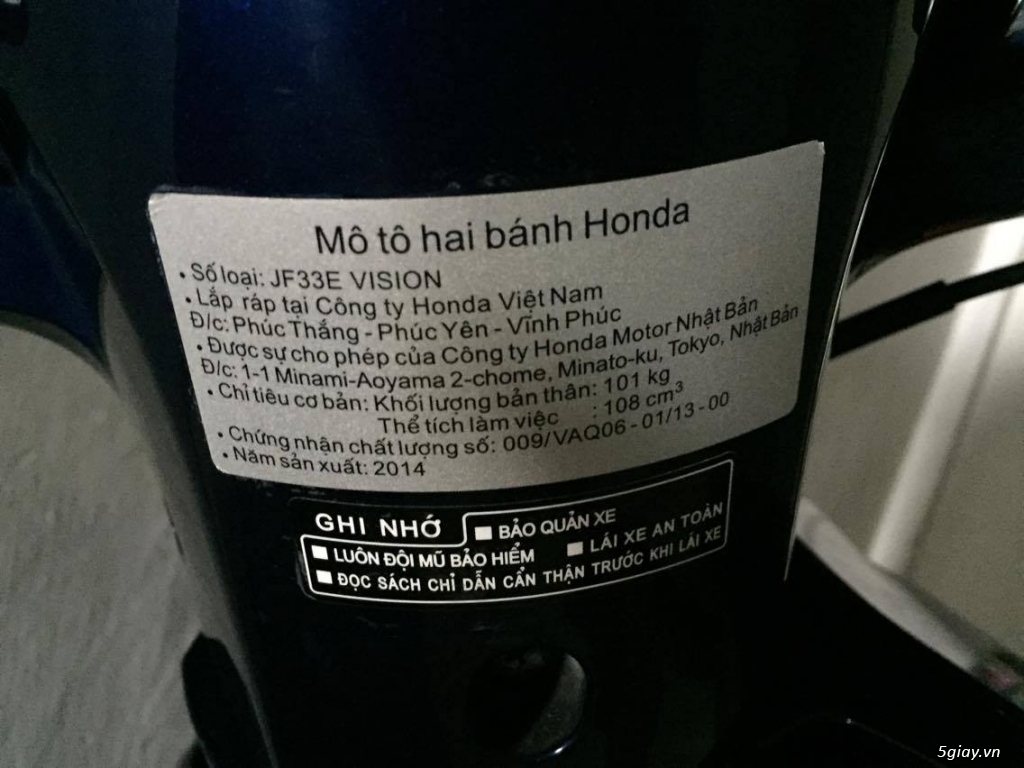 Mô tô hai bánh Honda
• Số loại: JF33E VISION
• Lắp ráp tại Công ty Honda Việt Nam
Đ/c: Phúc Thắng - Phúc Yên - Vĩnh Phúc
• Được sự cho phép của Công ty Honda Motor Nhật Bản
Đ/c: 1-1 Minami-Aoyama 2-chome, Minato-ku, Tokyo, Nhật Bản
• Chỉ tiêu cơ bản: Khối lượng bản thân: 101 kg
Thể tích làm việc : 108 cm³
• Chứng nhận chất lượng số: 009/VAQ06 - 01/13 - 00
• Năm sản xuất: 2014
GHI NHỚ ■ BẢO QUẢN XE
■ LUÔN ĐỘI MŨ BẢO HIỂM ■ LÁI XE AN TOÀN
■ ĐỌC SÁCH CHỈ DẪN CẨN THẬN TRƯỚC KHI LÁI XE
5giay.vn